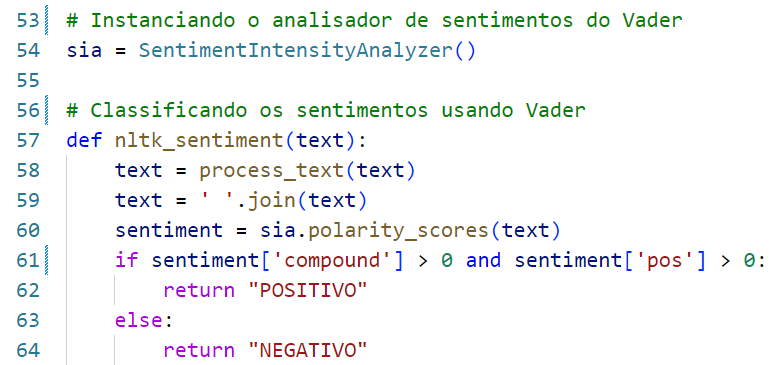 53 # Instanciando o analisador de sentimentos do Vader
54 sia = SentimentIntensityAnalyzer()
55
56 # Classificando os sentimentos usando Vader
57 def nltk_sentiment(text):
58     text = process_text(text)
59     text = ' '.join(text)
60     sentiment = sia.polarity_scores(text)
61     if sentiment['compound'] > 0 and sentiment['pos'] > 0:
62         return "POSITIVO"
63     else:
64         return "NEGATIVO"